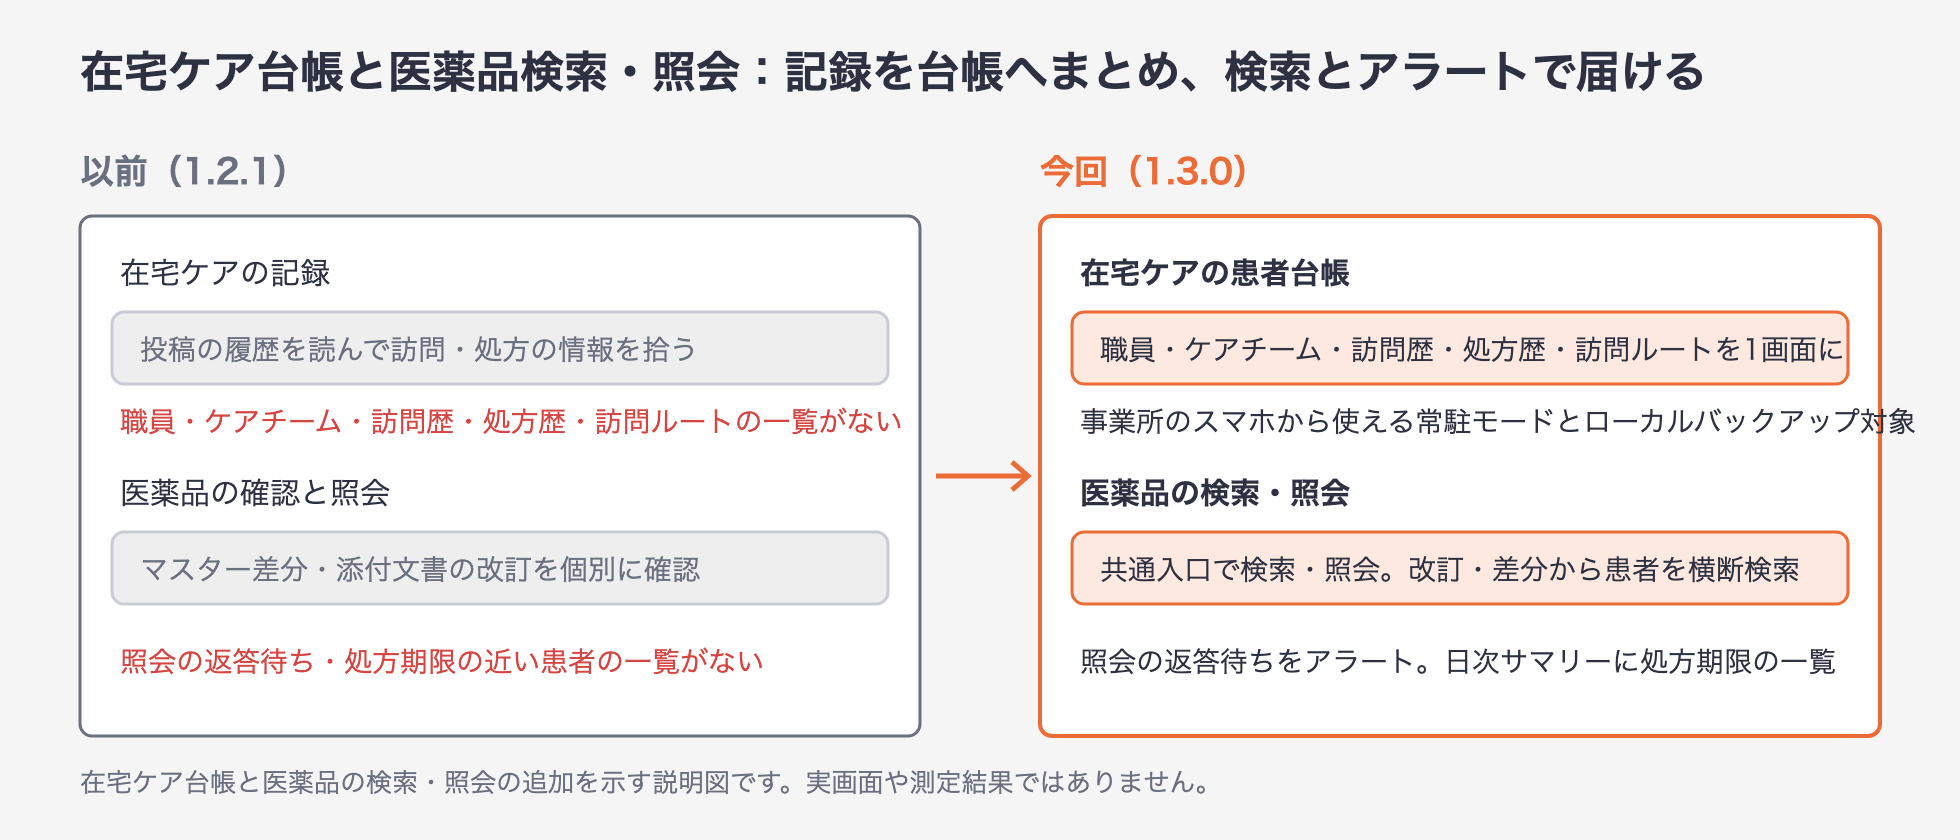 在宅ケア台帳と医薬品検索・照会：記録を台帳へまとめ、検索とアラートで届ける
以前（1.2.1）
在宅ケアの記録
投稿の履歴を読んで訪問・処方の情報を拾う
職員・ケアチーム・訪問歴・処方歴・訪問ルートの一覧がない
医薬品の確認と照会
マスター差分・添付文書の改訂を個別に確認
照会の返答待ち・処方期限の近い患者の一覧がない
今回（1.3.0）
在宅ケアの患者台帳
職員・ケアチーム・訪問歴・処方歴・訪問ルートを1画面に
事業所のスマホから使える常駐モードとローカルバックアップ対象
医薬品の検索・照会
共通入口で検索・照会。改訂・差分から患者を横断検索
照会の返答待ちをアラート。日次サマリーに処方期限の一覧
在宅ケア台帳と医薬品の検索・照会の追加を示す説明図です。実画面や測定結果ではありません。